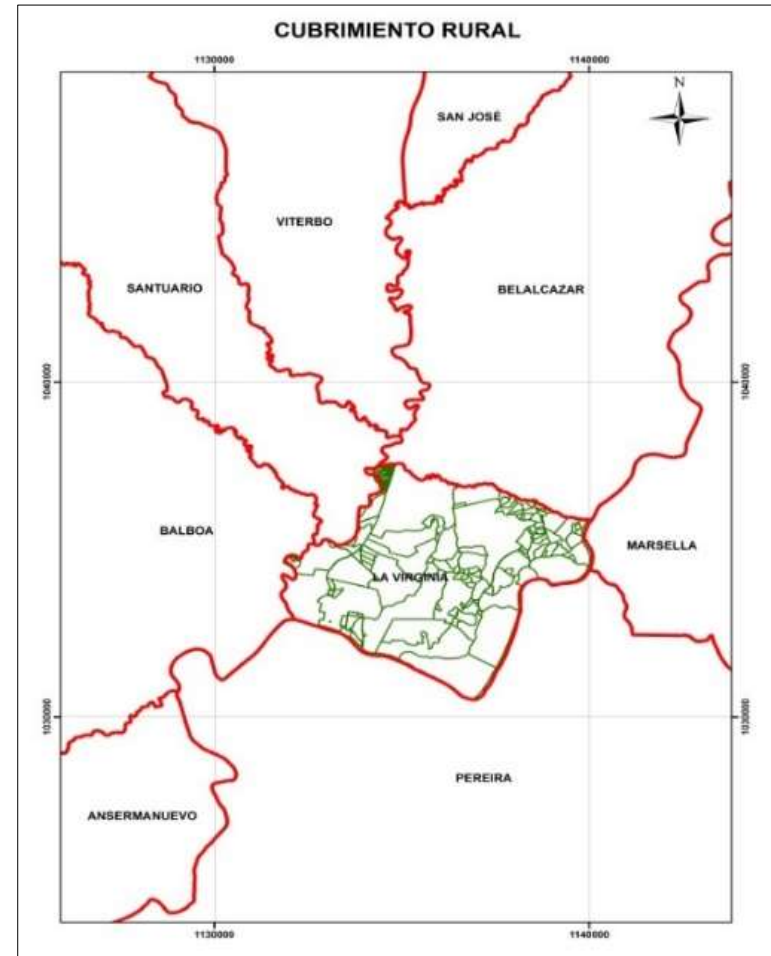 CUBRIMIENTO RURAL
1130000 1140000
N
SAN JOSÉ
VITERBO
SANTUARIO
BELALCAZAR
1040000 1040000
BALBOA
MARSELLA
LA VIRGINIA
1030000 1030000
PEREIRA
ANSERMANUEVO
1130000 1140000